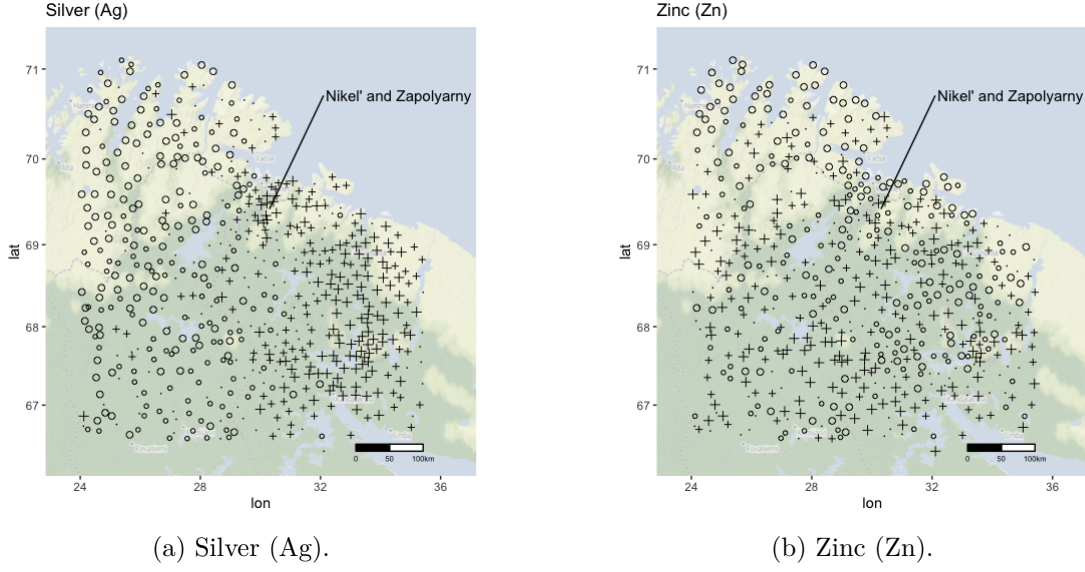 Silver (Ag)
71
70
69
68
67
lat
24
28
32
36
lon
Nikel' and Zapolyarny
0 50 100km
Zinc (Zn)
71
70
69
68
67
lat
24
28
32
36
lon
Nikel' and Zapolyarny
0 50 100km
(a) Silver (Ag).
(b) Zinc (Zn).